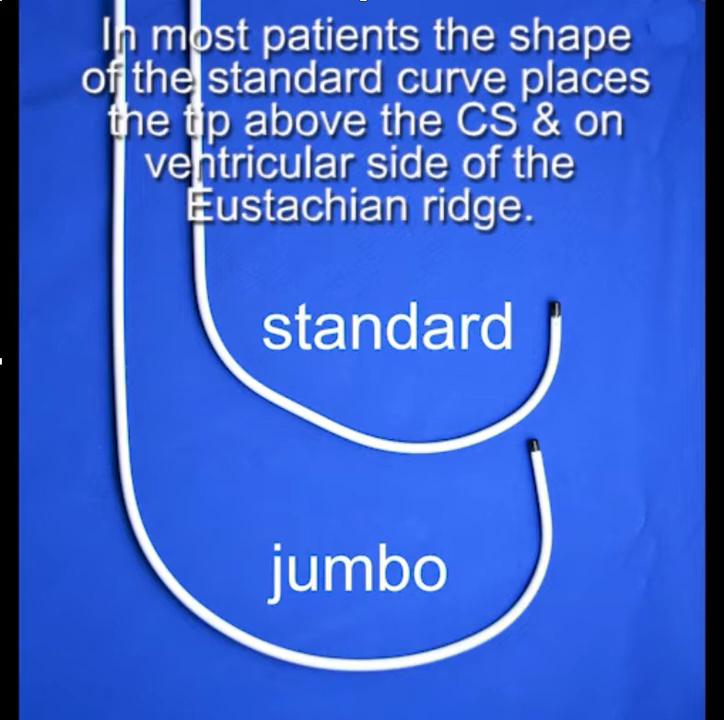 In most patients the shape
of the standard curve places
the tip above the CS & on
ventricular side of the
Eustachian ridge.
standard
jumbo